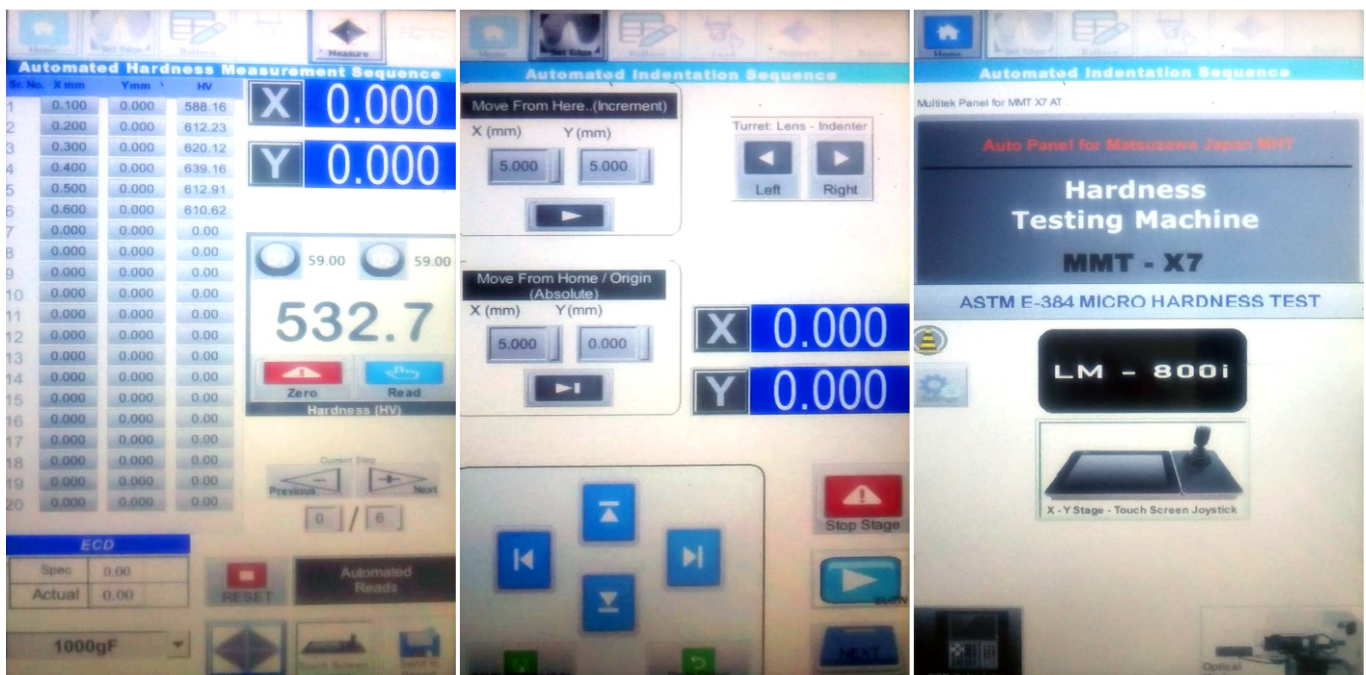 Measure
Automated Hardness Measurement Sequence
Sr. No. X mm Y mm HV
1 0.100 0.000 588.16
2 0.200 0.000 612.23
3 0.300 0.000 620.12
4 0.400 0.000 639.16
5 0.500 0.000 612.91
6 0.600 0.000 610.62
7 0.000 0.000 0.00
8 0.000 0.000 0.00
9 0.000 0.000 0.00
10 0.000 0.000 0.00
11 0.000 0.000 0.00
12 0.000 0.000 0.00
13 0.000 0.000 0.00
14 0.000 0.000 0.00
15 0.000 0.000 0.00
16 0.000 0.000 0.00
17 0.000 0.000 0.00
18 0.000 0.000 0.00
19 0.000 0.000 0.00
20 0.000 0.000 0.00
X 0.000
Y 0.000
59.00 59.00
532.7
Zero Read
Hardness (HV)
Current Step
Previous Next
0 / 6
ECD
Spec 0.00
Actual 0.00
RESET
Automated
Reads
1000gF
Touch Screen
Home Set Edge
Automated Indentation Sequence
Move From Here..(Increment)
X (mm) Y (mm)
5.000 5.000
Turret: Lens - Indenter
Left Right
Move From Home / Origin
(Absolute)
X (mm) Y(mm)
5.000 0.000
X 0.000
Y 0.000
Stop Stage
SLOW
NEXT
Home Set Edge
Automated Indentation Sequence
Multitek Panel for MMT X7 AT :
Auto Panel for Matsuzawa Japan MHT
Hardness
Testing Machine
MMT - X7
ASTM E-384 MICRO HARDNESS TEST
LM - 800i
X - Y Stage - Touch Screen Joystick
Optical